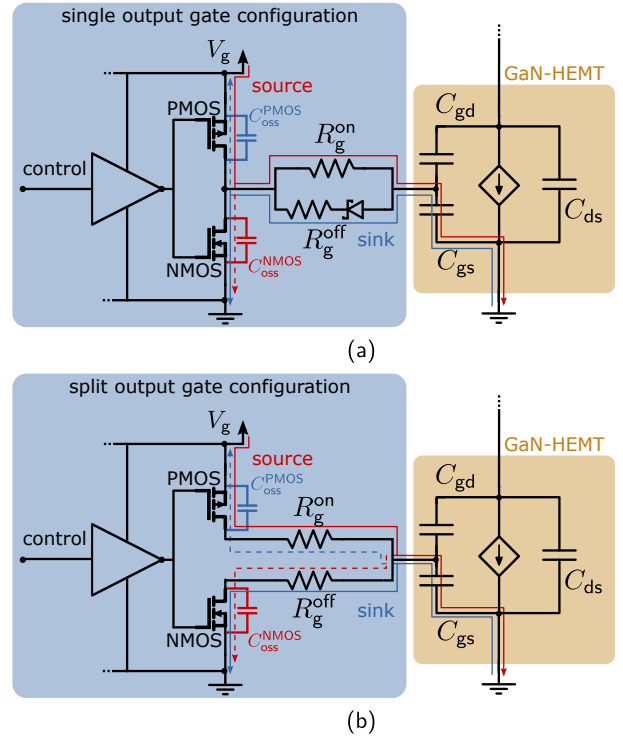 single output gate configuration
V_g
source
GaN-HEMT
PMOS
C_oss^PMOS
C_gd
R_g^on
control
C_ds
R_g^off
sink
NMOS
C_oss^NMOS
C_gs
(a)
split output gate configuration
V_g
source
GaN-HEMT
PMOS
C_oss^PMOS
C_gd
R_g^on
control
C_ds
R_g^off
sink
NMOS
C_oss^NMOS
C_gs
(b)